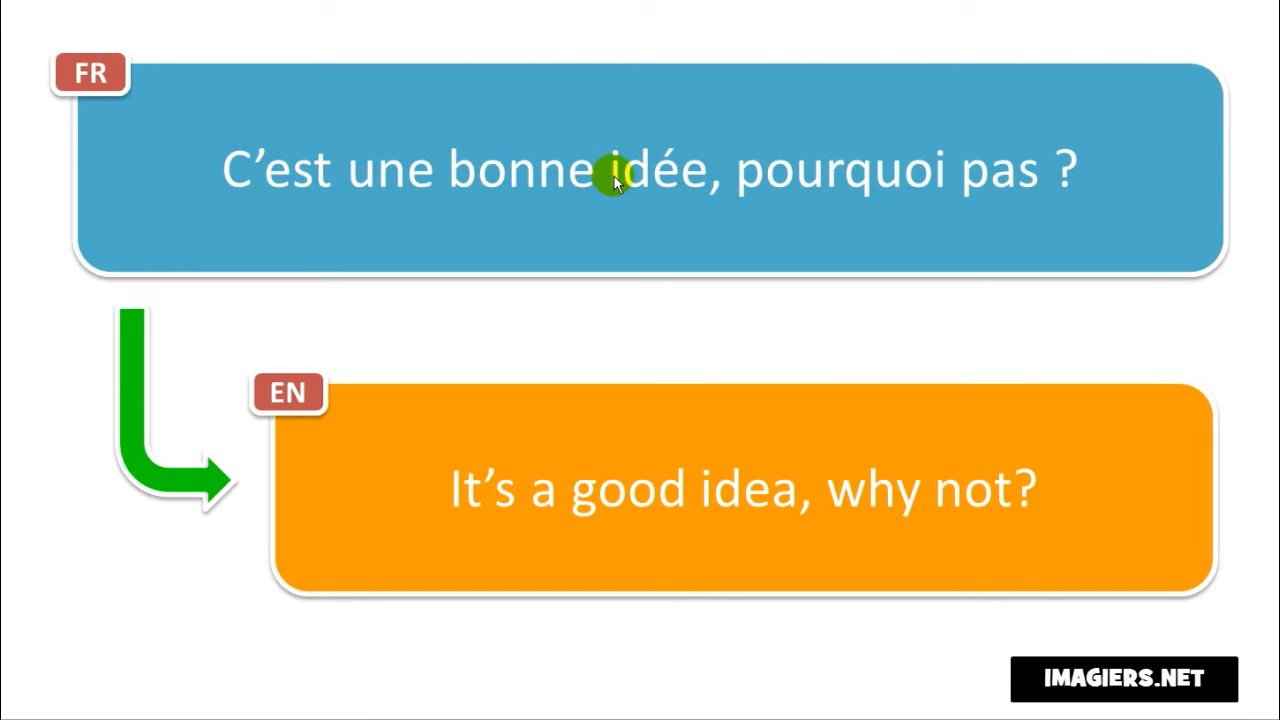 FR
C’est une bonne idée, pourquoi pas ?
EN
It’s a good idea, why not?
IMAGIERS.NET